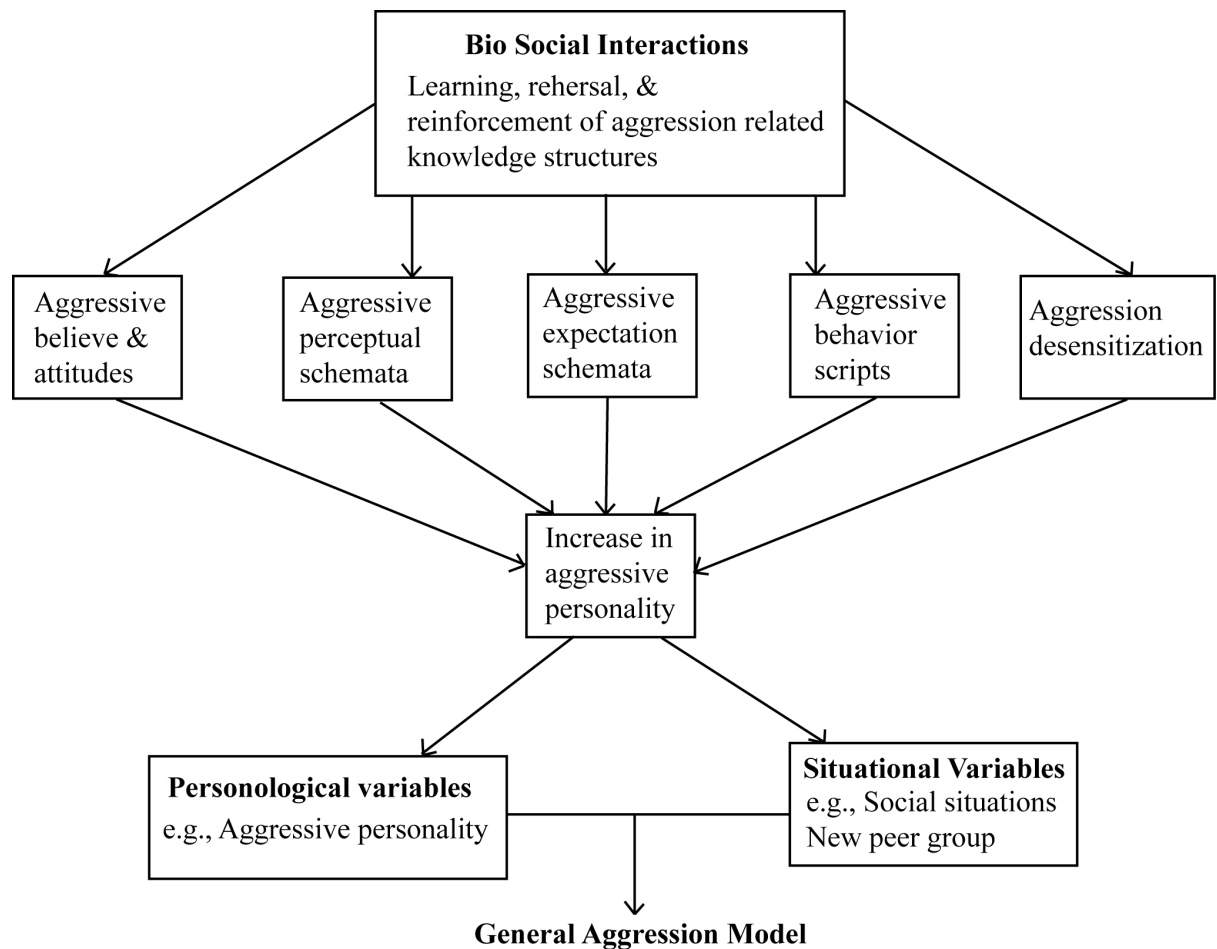 Bio Social Interactions
Learning, rehersal, &
reinforcement of aggression related
knowledge structures
Aggressive
believe &
attitudes
Aggressive
perceptual
schemata
Aggressive
expectation
schemata
Aggressive
behavior
scripts
Aggression
desensitization
Increase in
aggressive
personality
Personological variables
e.g., Aggressive personality
Situational Variables
e.g., Social situations
New peer group
General Aggression Model